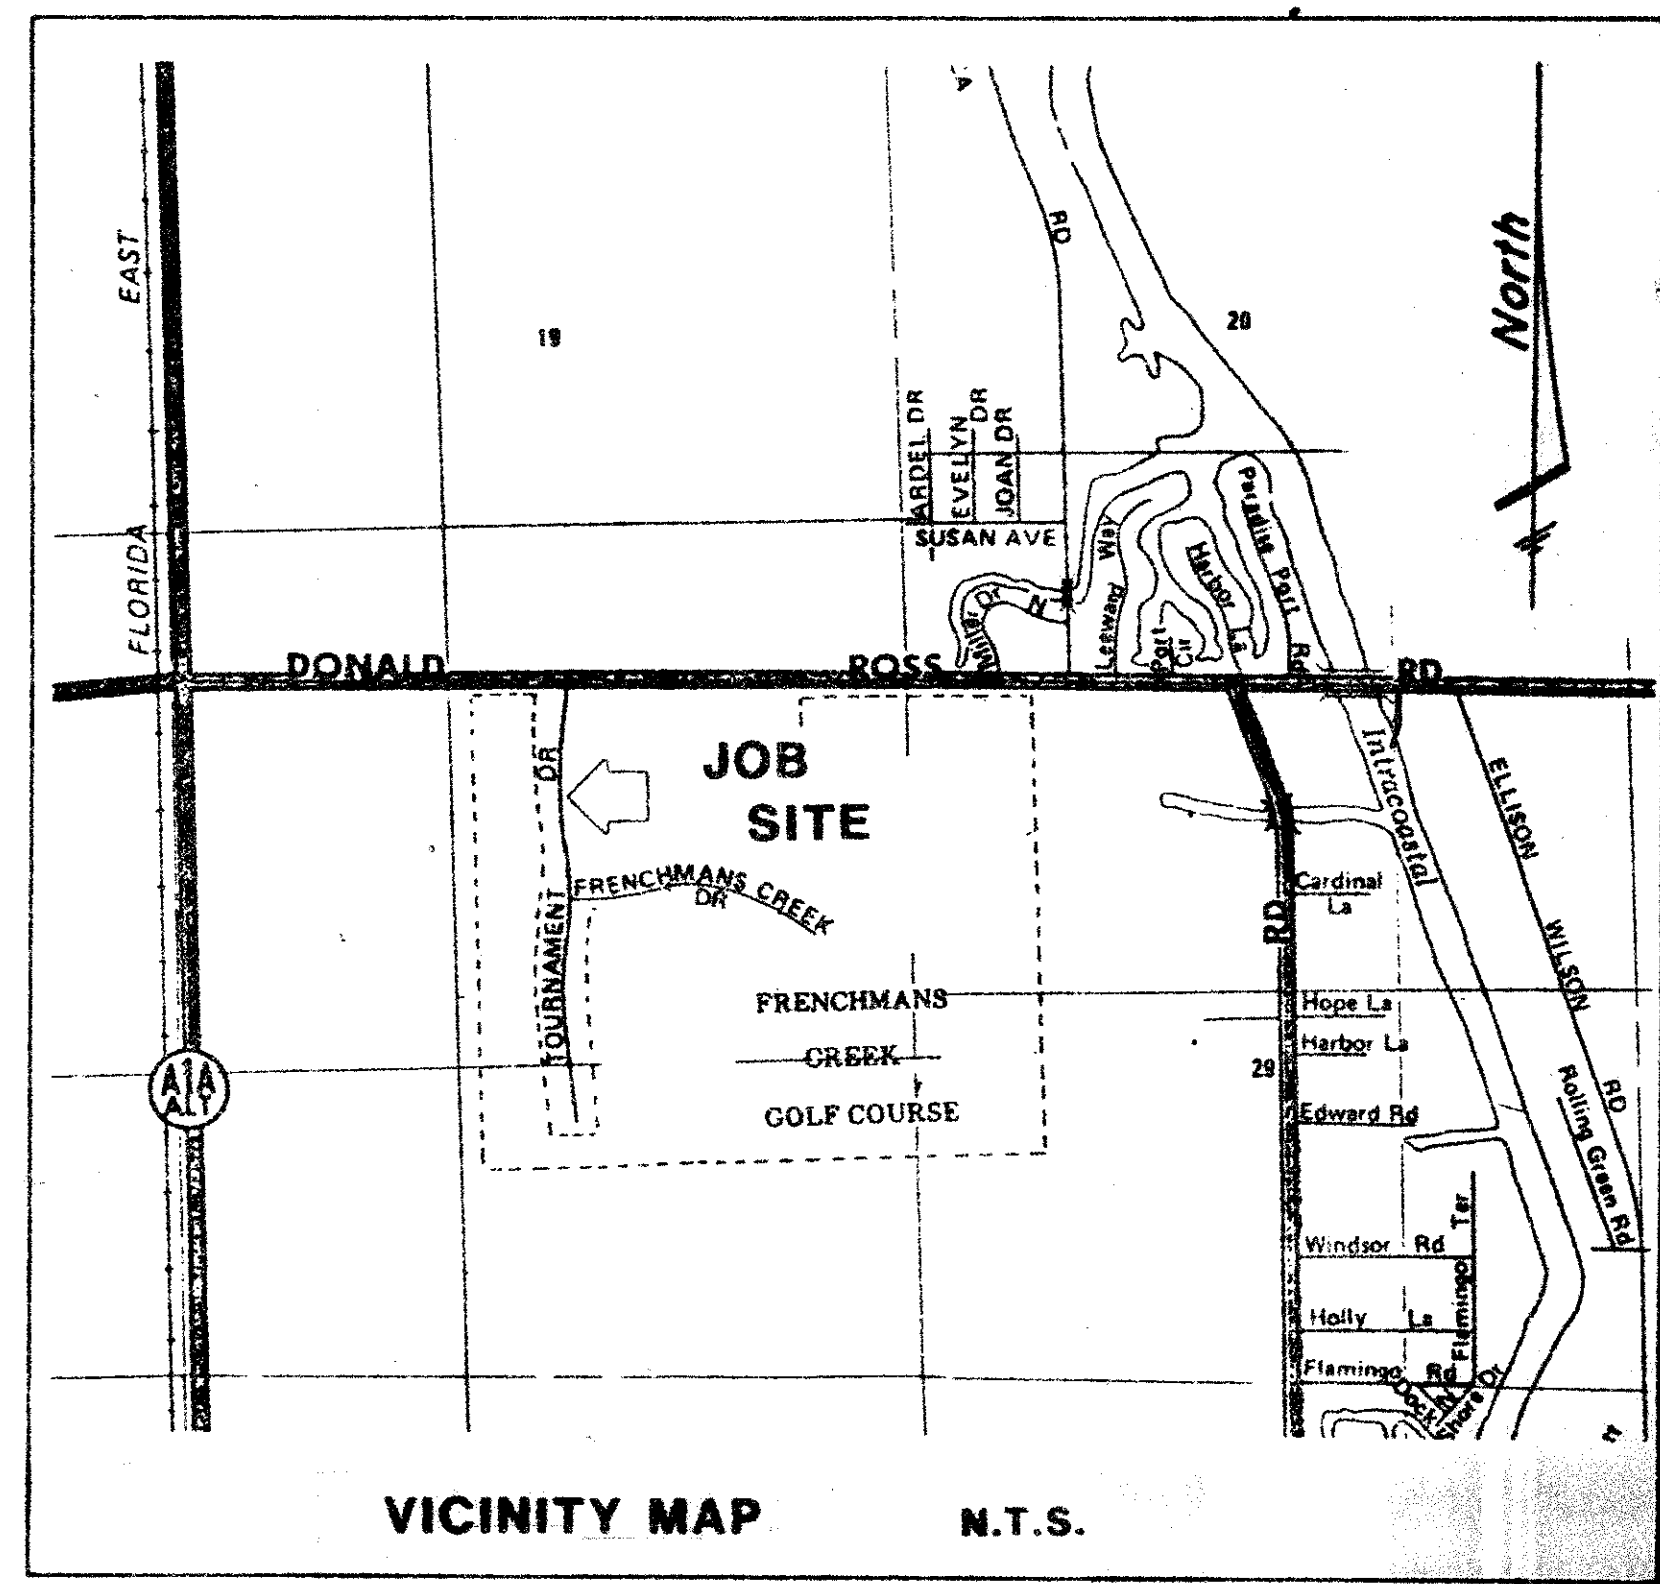 A
RD
North
EAST
19
20
ARDEL DR
EVELYN DR
JOAN DR
SUSAN AVE
FLORIDA
Way
Leeward
Harbor La
Paradise Port Rd
Port Cir
Miller Dr N
DONALD ROSS RD
JOB
SITE
TOURNAMENT DR
FRENCHMANS CREEK
DR
Intracoastal
ELLISON WILSON RD
RD
Cardinal
La
FRENCHMANS
CREEK
GOLF COURSE
Hope La
Harbor La
29
A1A
ALT
Edward Rd
Rolling Green Rd
Windsor Rd
Flamingo Ter
Holly La
Flamingo Rd
Dock
N
Shore Dr
VICINITY MAP
N.T.S.